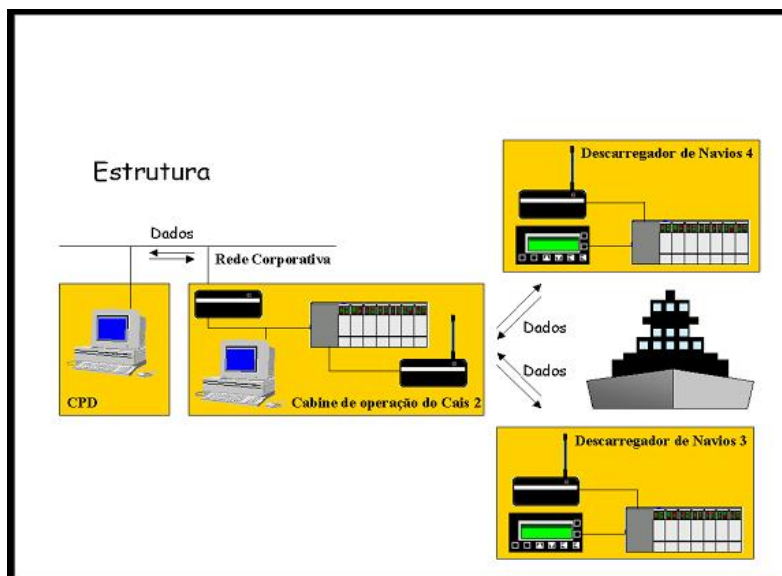 Estrutura
Descarregador de Navios 4
Dados
Rede Corporativa
Dados
Dados
CPD
Cabine de operação do Cais 2
Descarregador de Navios 3